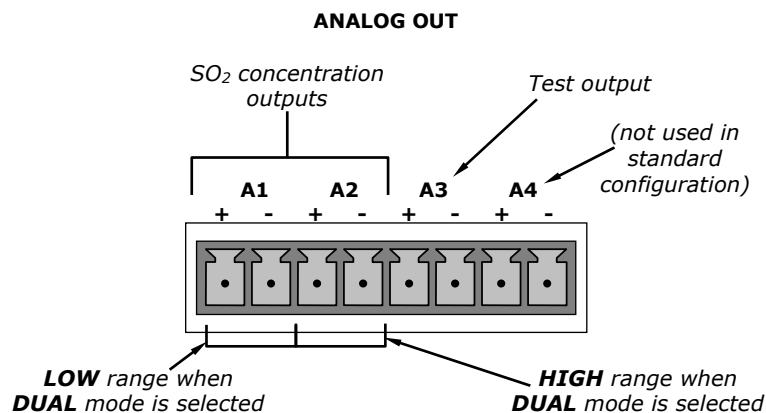 ANALOG OUT
SO₂ concentration
outputs
Test output
(not used in
standard
configuration)
A1 A2 A3 A4
+ - + - + - + -
LOW range when
DUAL mode is selected
HIGH range when
DUAL mode is selected